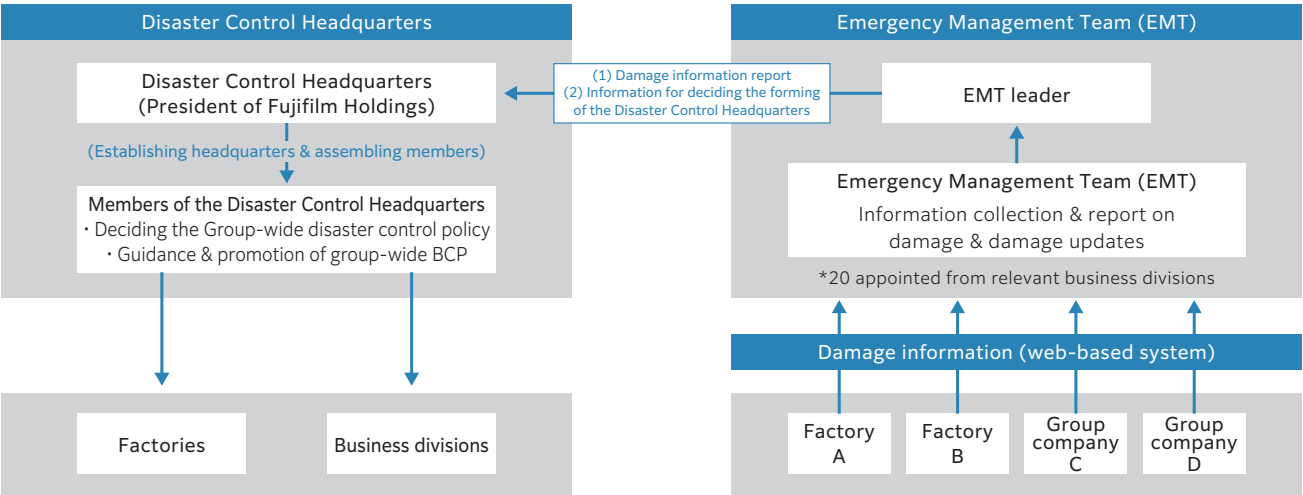 Disaster Control Headquarters
Disaster Control Headquarters
(President of Fujifilm Holdings)
(Establishing headquarters & assembling members)
Members of the Disaster Control Headquarters
・Deciding the Group-wide disaster control policy
・Guidance & promotion of group-wide BCP
Factories
Business divisions
(1) Damage information report
(2) Information for deciding the forming
of the Disaster Control Headquarters
Emergency Management Team (EMT)
EMT leader
Emergency Management Team (EMT)
Information collection & report on
damage & damage updates
*20 appointed from relevant business divisions
Damage information (web-based system)
Factory
A
Factory
B
Group
company
C
Group
company
D